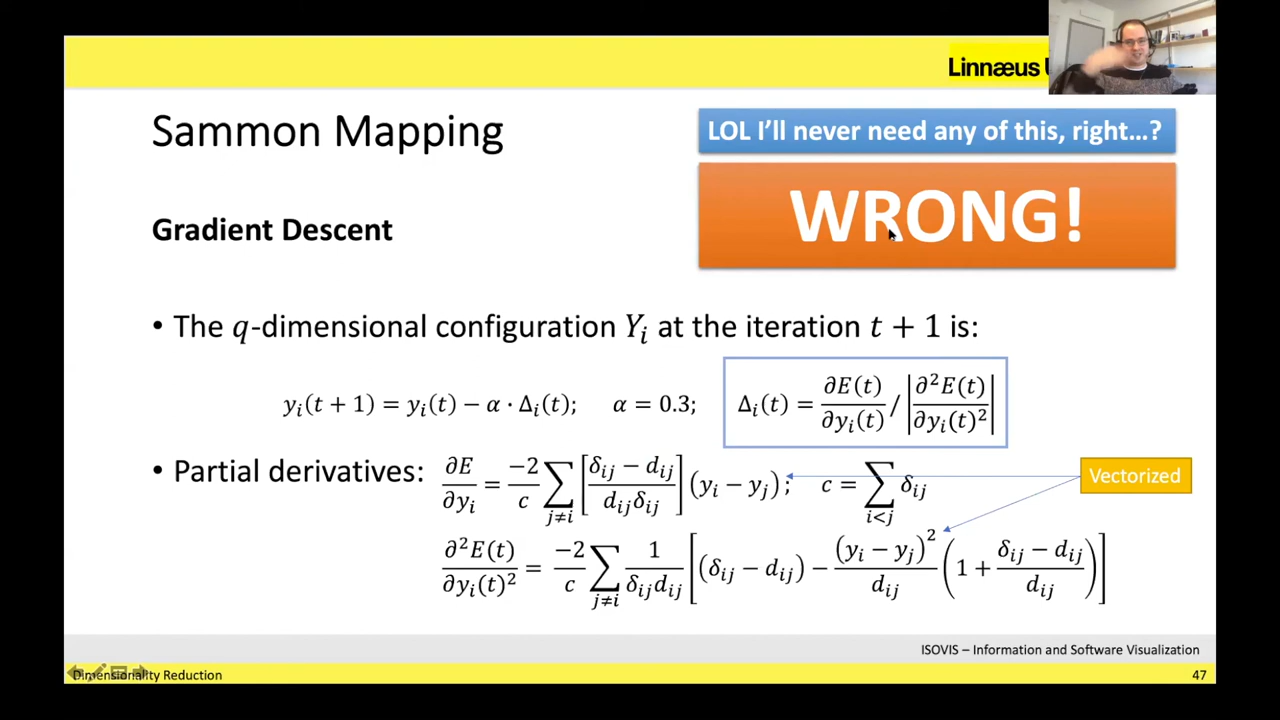 Linnæus U
Sammon Mapping
LOL I’ll never need any of this, right…?
WRONG!
Gradient Descent
• The q-dimensional configuration Y_i at the iteration t + 1 is:
y_i(t + 1) = y_i(t) − α · Δ_i(t); α = 0.3; Δ_i(t) = ∂E(t)/∂y_i(t) / |∂²E(t)/∂y_i(t)²|
• Partial derivatives: ∂E/∂y_i = −2/c ∑_{j≠i} [(δ_ij − d_ij)/(d_ij δ_ij)] (y_i − y_j); c = ∑_{i<j} δ_ij
Vectorized
∂²E(t)/∂y_i(t)² = −2/c ∑_{j≠i} 1/(δ_ij d_ij) [(δ_ij − d_ij) − (y_i − y_j)²/d_ij (1 + (δ_ij − d_ij)/d_ij)]
ISOVIS – Information and Software Visualization
Dimensionality Reduction
47